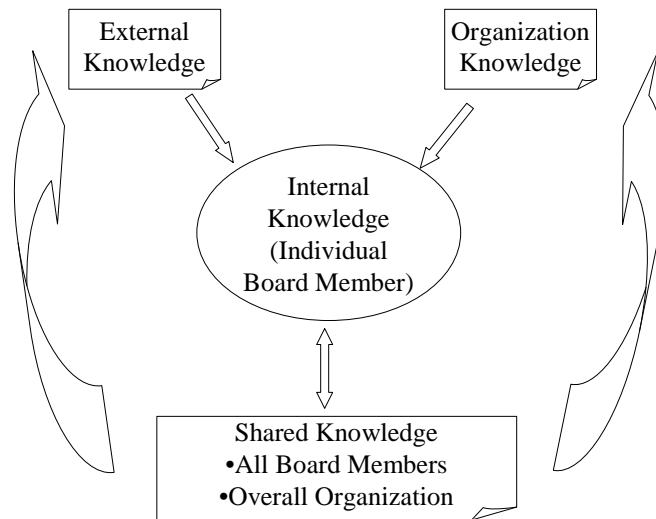 External
Knowledge
Organization
Knowledge
Internal
Knowledge
(Individual
Board Member)
Shared Knowledge
•All Board Members
•Overall Organization